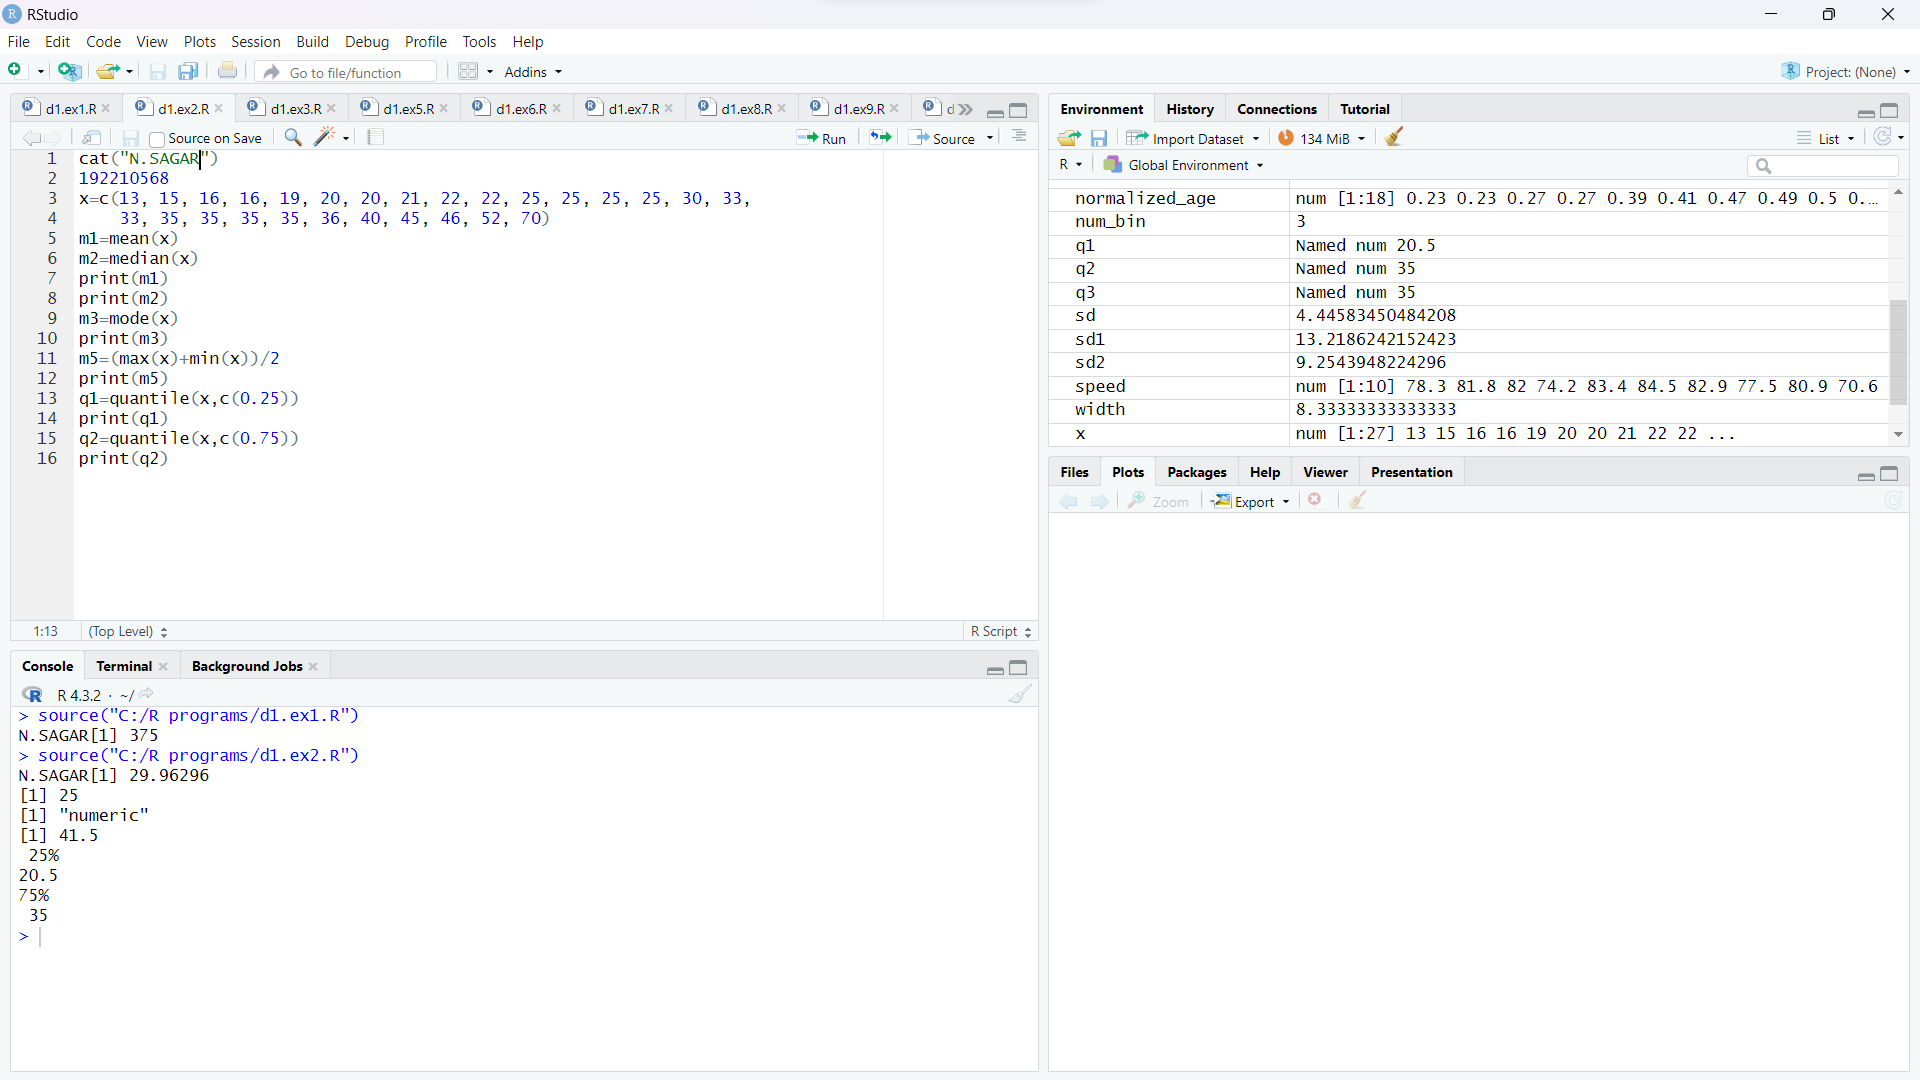 RStudio
File Edit Code View Plots Session Build Debug Profile Tools Help
Go to file/function Addins Project: (None)
d1.ex1.R d1.ex2.R d1.ex3.R d1.ex5.R d1.ex6.R d1.ex7.R d1.ex8.R d1.ex9.R d
Source on Save Run Source
1 cat("N.SAGAR")
2 192210568
3 x=c(13, 15, 16, 16, 19, 20, 20, 21, 22, 22, 25, 25, 25, 25, 30, 33,
4 33, 35, 35, 35, 35, 36, 40, 45, 46, 52, 70)
5 m1=mean(x)
6 m2=median(x)
7 print(m1)
8 print(m2)
9 m3=mode(x)
10 print(m3)
11 m5=(max(x)+min(x))/2
12 print(m5)
13 q1=quantile(x,c(0.25))
14 print(q1)
15 q2=quantile(x,c(0.75))
16 print(q2)
1:13 (Top Level) R Script
Console Terminal Background Jobs
R R 4.3.2 · ~/
> source("C:/R programs/d1.ex1.R")
N.SAGAR[1] 375
> source("C:/R programs/d1.ex2.R")
N.SAGAR[1] 29.96296
[1] 25
[1] "numeric"
[1] 41.5
25%
20.5
75%
35
>
Environment History Connections Tutorial
Import Dataset 134 MiB List
R Global Environment
normalized_age num [1:18] 0.23 0.23 0.27 0.27 0.39 0.41 0.47 0.49 0.5 0....
num_bin 3
q1 Named num 20.5
q2 Named num 35
q3 Named num 35
sd 4.44583450484208
sd1 13.2186242152423
sd2 9.2543948224296
speed num [1:10] 78.3 81.8 82 74.2 83.4 84.5 82.9 77.5 80.9 70.6
width 8.33333333333333
x num [1:27] 13 15 16 16 19 20 20 21 22 22 ...
Files Plots Packages Help Viewer Presentation
Zoom Export